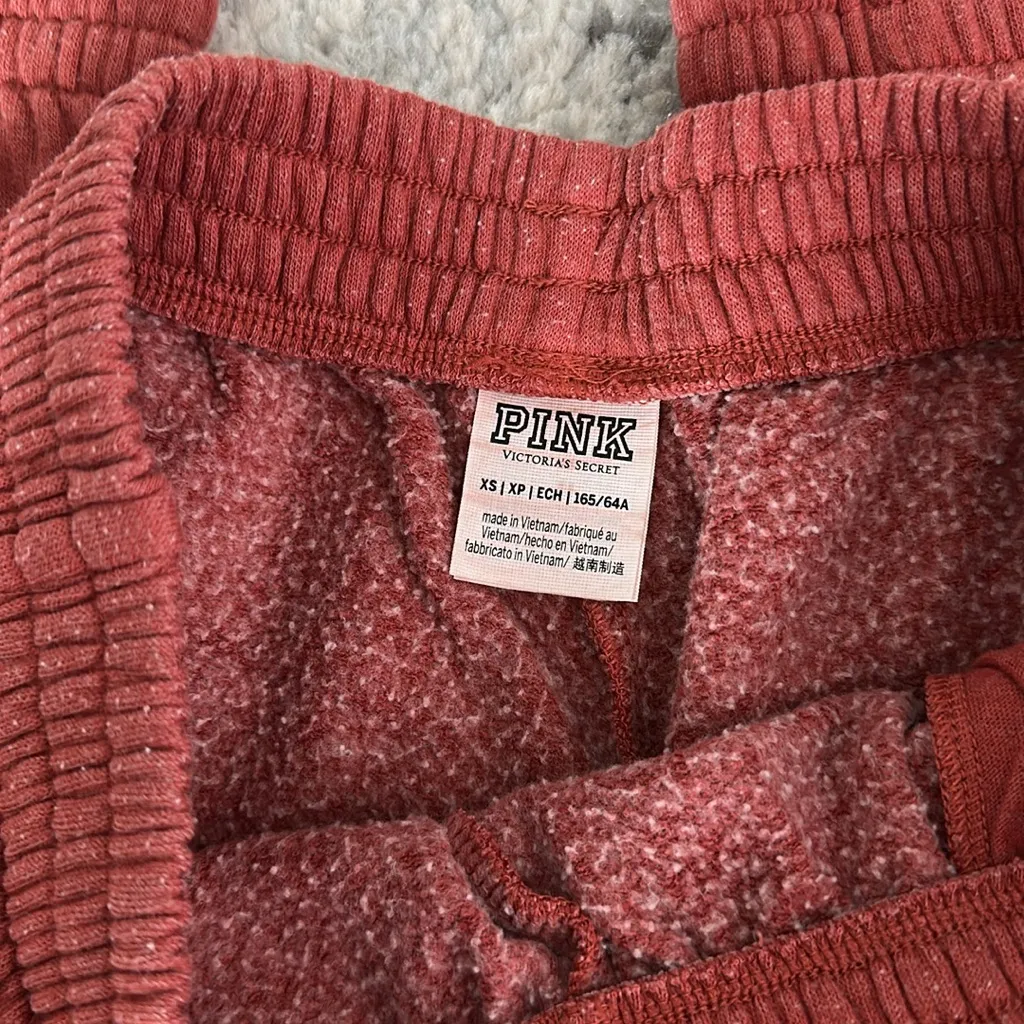 PINK
VICTORIA'S SECRET
XS | XP | ECH | 165/64A
made in Vietnam/fabriqué au
Vietnam/hecho en Vietnam/
fabbricato in Vietnam/ 越南制造